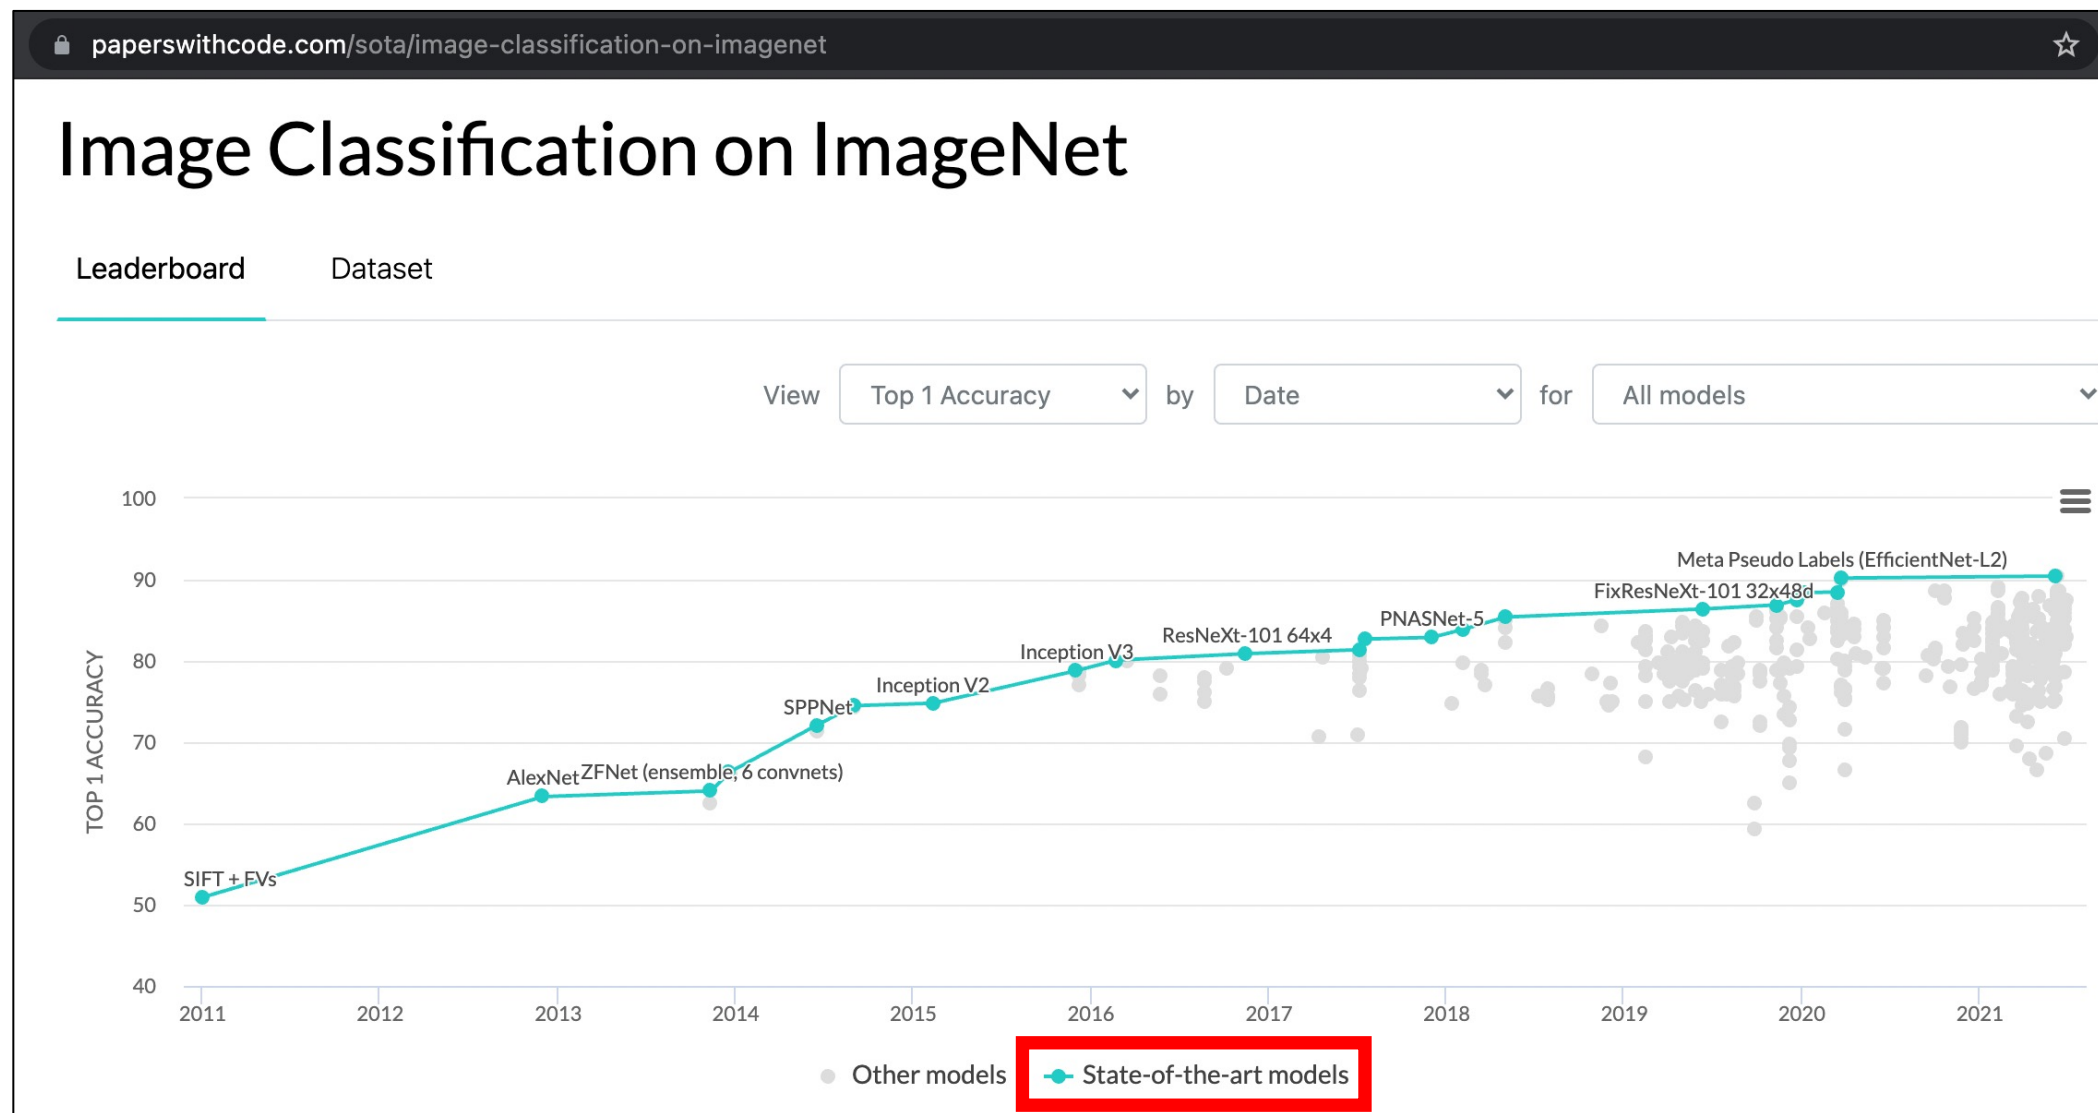 paperswithcode.com/sota/image-classification-on-imagenet
Image Classification on ImageNet
Leaderboard Dataset
View Top 1 Accuracy by Date for All models
100
90
80
70
60
50
40
TOP 1 ACCURACY
SIFT + FVs
AlexNet
ZFNet (ensemble, 6 convnets)
SPPNet
Inception V2
Inception V3
ResNeXt-101 64x4
PNASNet-5
FixResNeXt-101 32x48d
Meta Pseudo Labels (EfficientNet-L2)
2011 2012 2013 2014 2015 2016 2017 2018 2019 2020 2021
Other models State-of-the-art models